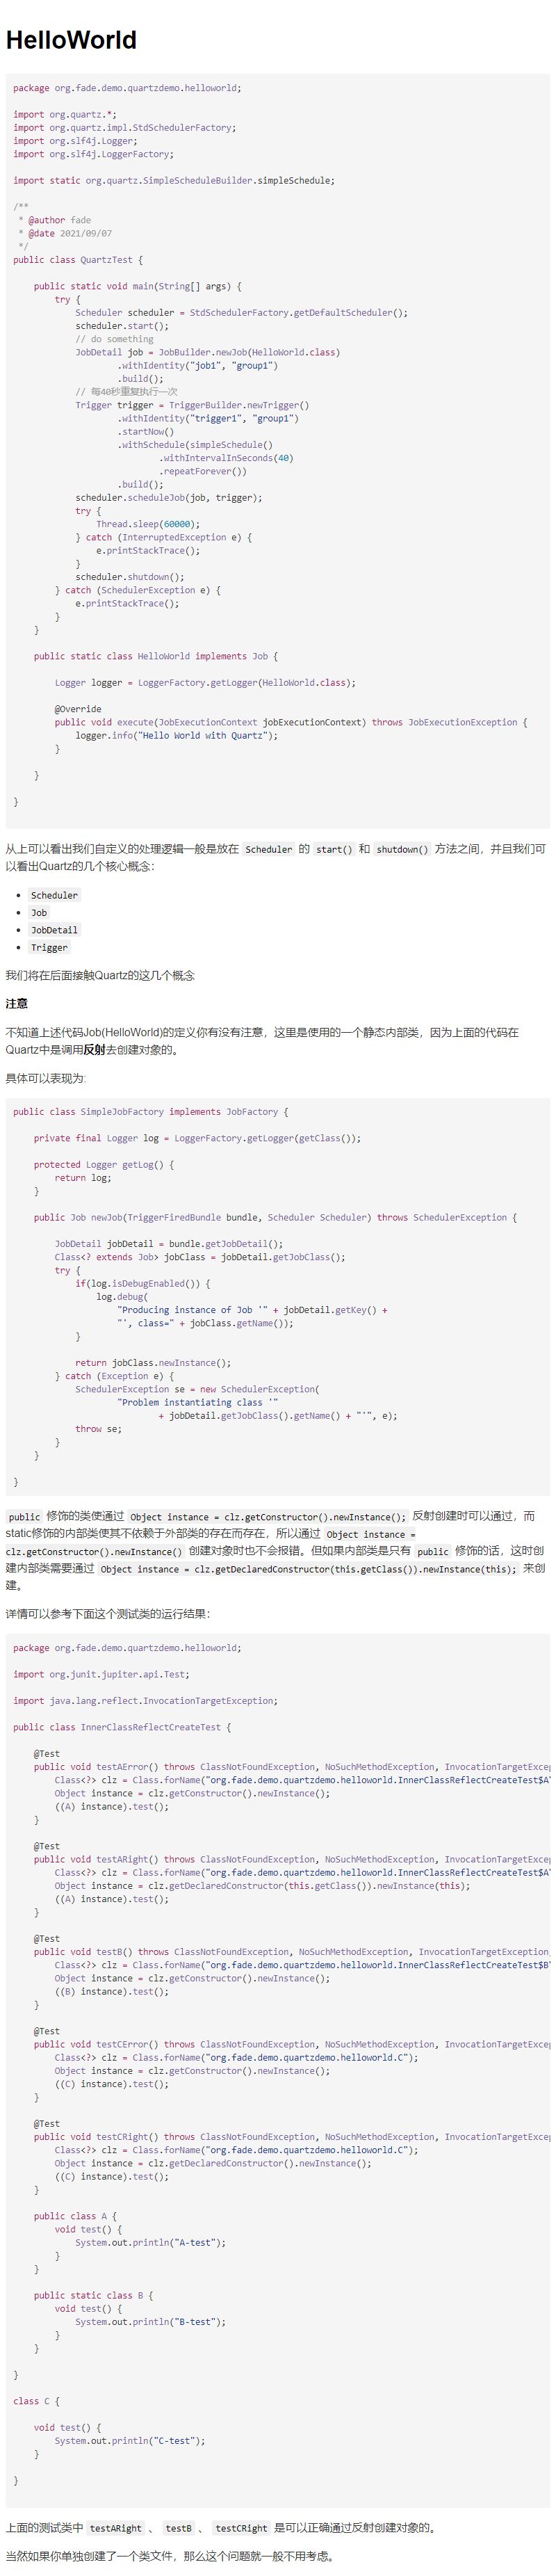 HelloWorld
package org.fade.demo.quartzdemo.helloworld;
import org.quartz.*;
import org.quartz.impl.StdSchedulerFactory;
import org.slf4j.Logger;
import org.slf4j.LoggerFactory;
import static org.quartz.SimpleScheduleBuilder.simpleSchedule;
/**
 * @author fade
 * @date 2021/09/07
 */
public class QuartzTest {
    public static void main(String[] args) {
        try {
            Scheduler scheduler = StdSchedulerFactory.getDefaultScheduler();
            scheduler.start();
            // do something
            JobDetail job = JobBuilder.newJob(HelloWorld.class)
                    .withIdentity("job1", "group1")
                    .build();
            // 每40秒重复执行一次
            Trigger trigger = TriggerBuilder.newTrigger()
                    .withIdentity("trigger1", "group1")
                    .startNow()
                    .withSchedule(simpleSchedule()
                            .withIntervalInSeconds(40)
                            .repeatForever())
                    .build();
            scheduler.scheduleJob(job, trigger);
            try {
                Thread.sleep(60000);
            } catch (InterruptedException e) {
                e.printStackTrace();
            }
            scheduler.shutdown();
        } catch (SchedulerException e) {
            e.printStackTrace();
        }
    }
    public static class HelloWorld implements Job {
        Logger logger = LoggerFactory.getLogger(HelloWorld.class);
        @Override
        public void execute(JobExecutionContext jobExecutionContext) throws JobExecutionException {
            logger.info("Hello World with Quartz");
        }
    }
}
从上可以看出我们自定义的处理逻辑一般是放在 Scheduler 的 start() 和 shutdown() 方法之间，并且我们可
以看出Quartz的几个核心概念：
• Scheduler
• Job
• JobDetail
• Trigger
我们将在后面接触Quartz的这几个概念
注意
不知道上述代码Job(HelloWorld)的定义你有没有注意，这里是使用的一个静态内部类，因为上面的代码在
Quartz中是调用反射去创建对象的。
具体可以表现为:
public class SimpleJobFactory implements JobFactory {
    private final Logger log = LoggerFactory.getLogger(getClass());
    protected Logger getLog() {
        return log;
    }
    public Job newJob(TriggerFiredBundle bundle, Scheduler Scheduler) throws SchedulerException {
        JobDetail jobDetail = bundle.getJobDetail();
        Class<? extends Job> jobClass = jobDetail.getJobClass();
        try {
            if(log.isDebugEnabled()) {
                log.debug(
                    "Producing instance of Job '" + jobDetail.getKey() +
                    "', class=" + jobClass.getName());
            }
            return jobClass.newInstance();
        } catch (Exception e) {
            SchedulerException se = new SchedulerException(
                    "Problem instantiating class '"
                            + jobDetail.getJobClass().getName() + "'", e);
            throw se;
        }
    }
}
public 修饰的类使通过 Object instance = clz.getConstructor().newInstance(); 反射创建时可以通过，而
static修饰的内部类使其不依赖于外部类的存在而存在，所以通过 Object instance =
clz.getConstructor().newInstance() 创建对象时也不会报错。但如果内部类是只有 public 修饰的话，这时创
建内部类需要通过 Object instance = clz.getDeclaredConstructor(this.getClass()).newInstance(this); 来创
建。
详情可以参考下面这个测试类的运行结果：
package org.fade.demo.quartzdemo.helloworld;
import org.junit.jupiter.api.Test;
import java.lang.reflect.InvocationTargetException;
public class InnerClassReflectCreateTest {
    @Test
    public void testAError() throws ClassNotFoundException, NoSuchMethodException, InvocationTargetExcep
        Class<?> clz = Class.forName("org.fade.demo.quartzdemo.helloworld.InnerClassReflectCreateTest$A"
        Object instance = clz.getConstructor().newInstance();
        ((A) instance).test();
    }
    @Test
    public void testARight() throws ClassNotFoundException, NoSuchMethodException, InvocationTargetExcep
        Class<?> clz = Class.forName("org.fade.demo.quartzdemo.helloworld.InnerClassReflectCreateTest$A"
        Object instance = clz.getDeclaredConstructor(this.getClass()).newInstance(this);
        ((A) instance).test();
    }
    @Test
    public void testB() throws ClassNotFoundException, NoSuchMethodException, InvocationTargetException,
        Class<?> clz = Class.forName("org.fade.demo.quartzdemo.helloworld.InnerClassReflectCreateTest$B"
        Object instance = clz.getConstructor().newInstance();
        ((B) instance).test();
    }
    @Test
    public void testCError() throws ClassNotFoundException, NoSuchMethodException, InvocationTargetExcep
        Class<?> clz = Class.forName("org.fade.demo.quartzdemo.helloworld.C");
        Object instance = clz.getConstructor().newInstance();
        ((C) instance).test();
    }
    @Test
    public void testCRight() throws ClassNotFoundException, NoSuchMethodException, InvocationTargetExcep
        Class<?> clz = Class.forName("org.fade.demo.quartzdemo.helloworld.C");
        Object instance = clz.getDeclaredConstructor().newInstance();
        ((C) instance).test();
    }
    public class A {
        void test() {
            System.out.println("A-test");
        }
    }
    public static class B {
        void test() {
            System.out.println("B-test");
        }
    }
}
class C {
    void test() {
        System.out.println("C-test");
    }
}
上面的测试类中 testARight 、 testB 、 testCRight 是可以正确通过反射创建对象的。
当然如果你单独创建了一个类文件，那么这个问题就一般不用考虑。